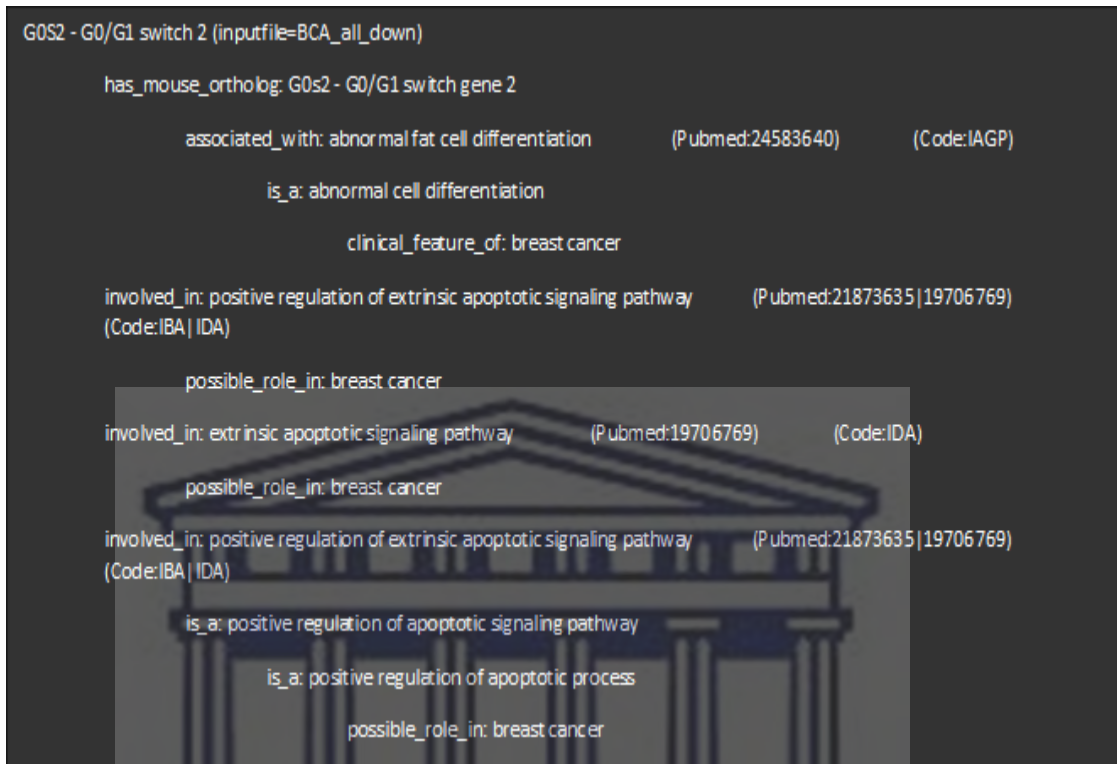 G0S2 - G0/G1 switch 2 (inputfile=BCA_all_down)
has_mouse_ortholog: G0s2 - G0/G1 switch gene 2
associated_with: abnormal fat cell differentiation (Pubmed:24583640) (Code:IAGP)
is_a: abnormal cell differentiation
clinical_feature_of: breast cancer
involved_in: positive regulation of extrinsic apoptotic signaling pathway (Pubmed:21873635|19706769)
(Code:IBA|IDA)
possible_role_in: breast cancer
involved_in: extrinsic apoptotic signaling pathway (Pubmed:19706769) (Code:IDA)
possible_role_in: breast cancer
involved_in: positive regulation of extrinsic apoptotic signaling pathway (Pubmed:21873635|19706769)
(Code:IBA|IDA)
is_a: positive regulation of apoptotic signaling pathway
is_a: positive regulation of apoptotic process
possible_role_in: breast cancer